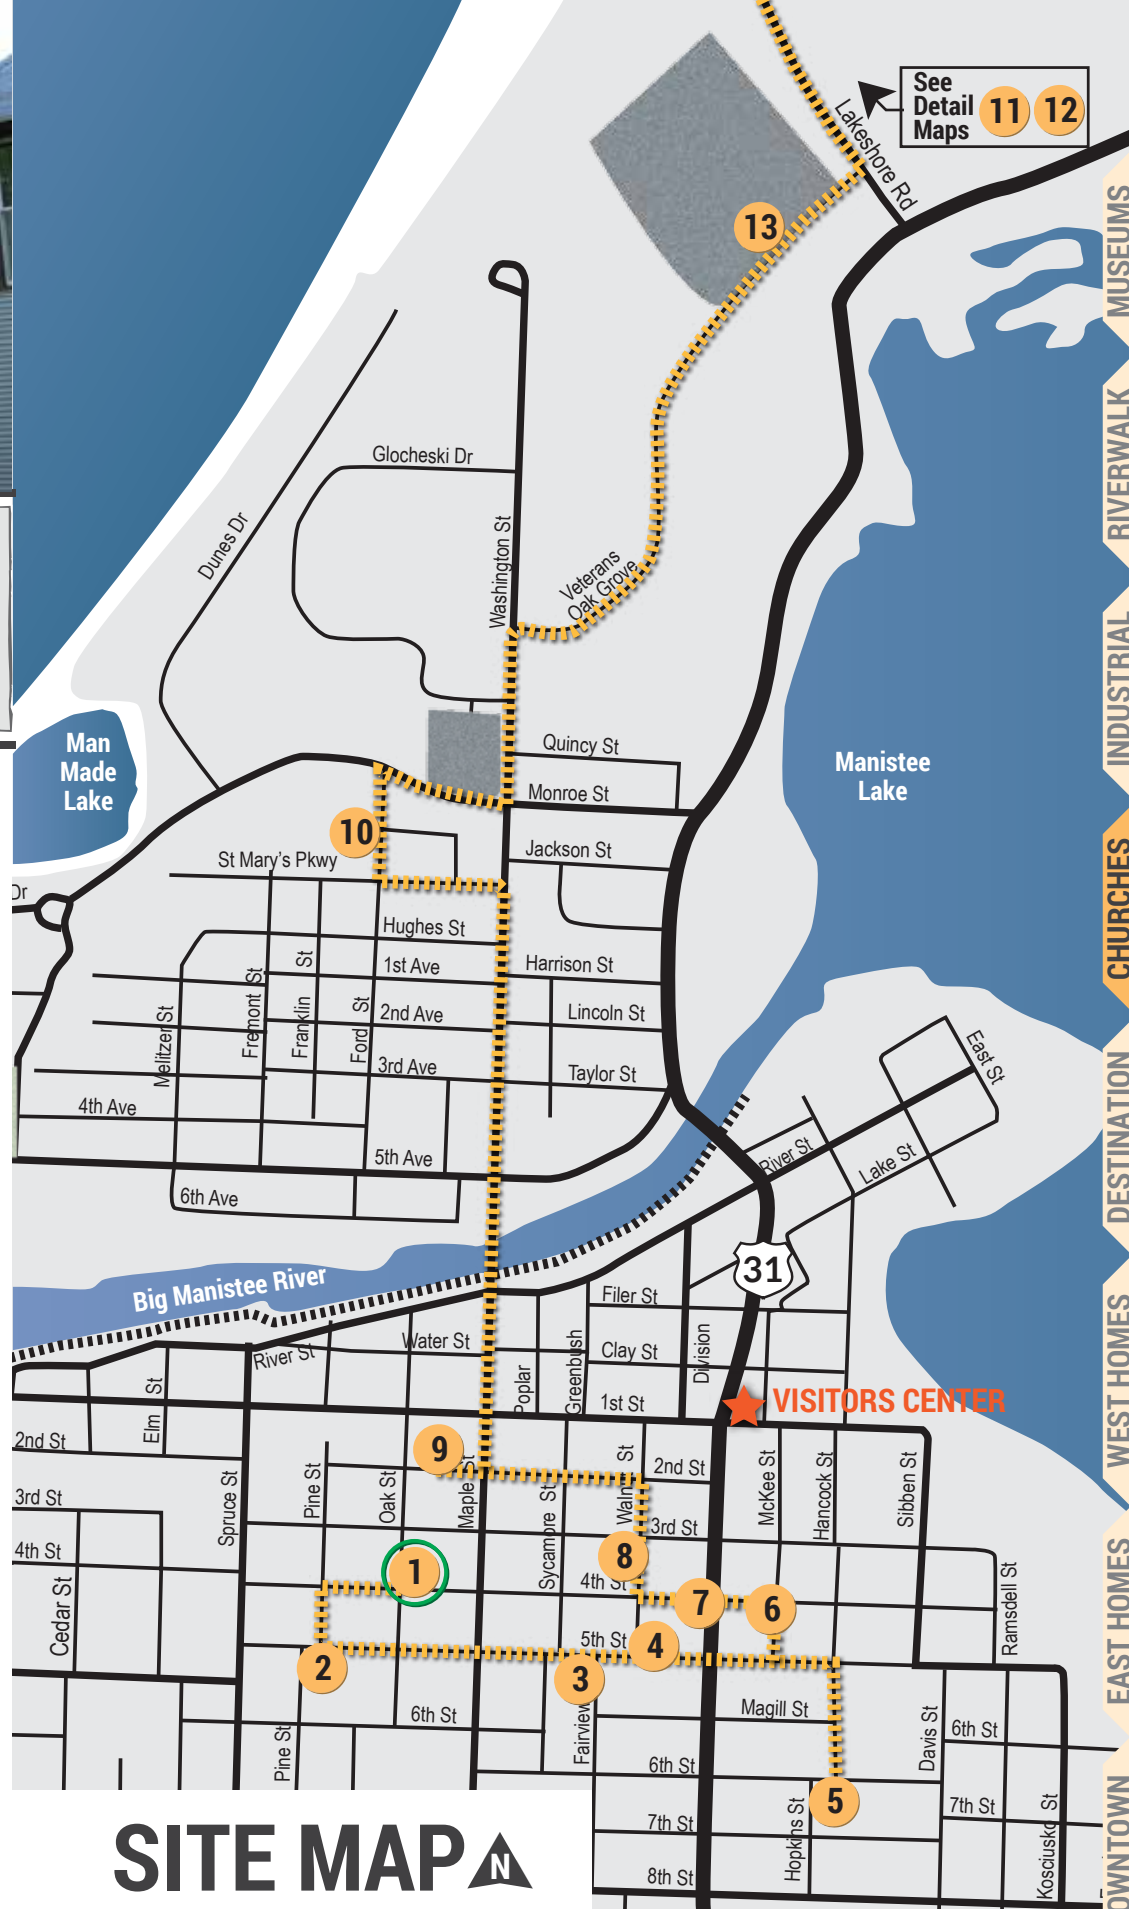 See
Detail
Maps
11
12
Lakeshore Rd
13
Glocheski Dr
Dunes Dr
Washington St
Veterans
Oak Grove
Man
Made
Lake
Quincy St
Monroe St
Manistee
Lake
10
St Mary's Pkwy
Jackson St
Dr
Hughes St
1st Ave
Harrison St
Melitzer St
Fremont St
Franklin St
Ford St
2nd Ave
Lincoln St
3rd Ave
Taylor St
East St
4th Ave
5th Ave
River St
Lake St
6th Ave
Big Manistee River
31
Filer St
Water St
River St
Clay St
Division
Poplar
Greenbush
1st St
VISITORS CENTER
Elm St
2nd St
9
2nd St
Spruce St
Pine St
Oak St
Maple St
Sycamore St
Walnut St
McKee St
Hancock St
Sibben St
3rd St
3rd St
4th St
1
8
4th St
7
6
Cedar St
Ramsdell St
2
5th St
4
3
6th St
Fairview
Magill St
Davis St
6th St
Pine St
6th St
5
7th St
7th St
Hopkins St
Kosciusko St
8th St
SITE MAP
N
MUSEUMS
RIVERWALK
INDUSTRIAL
CHURCHES
DESTINATION
WEST HOMES
EAST HOMES
OWNTOWN